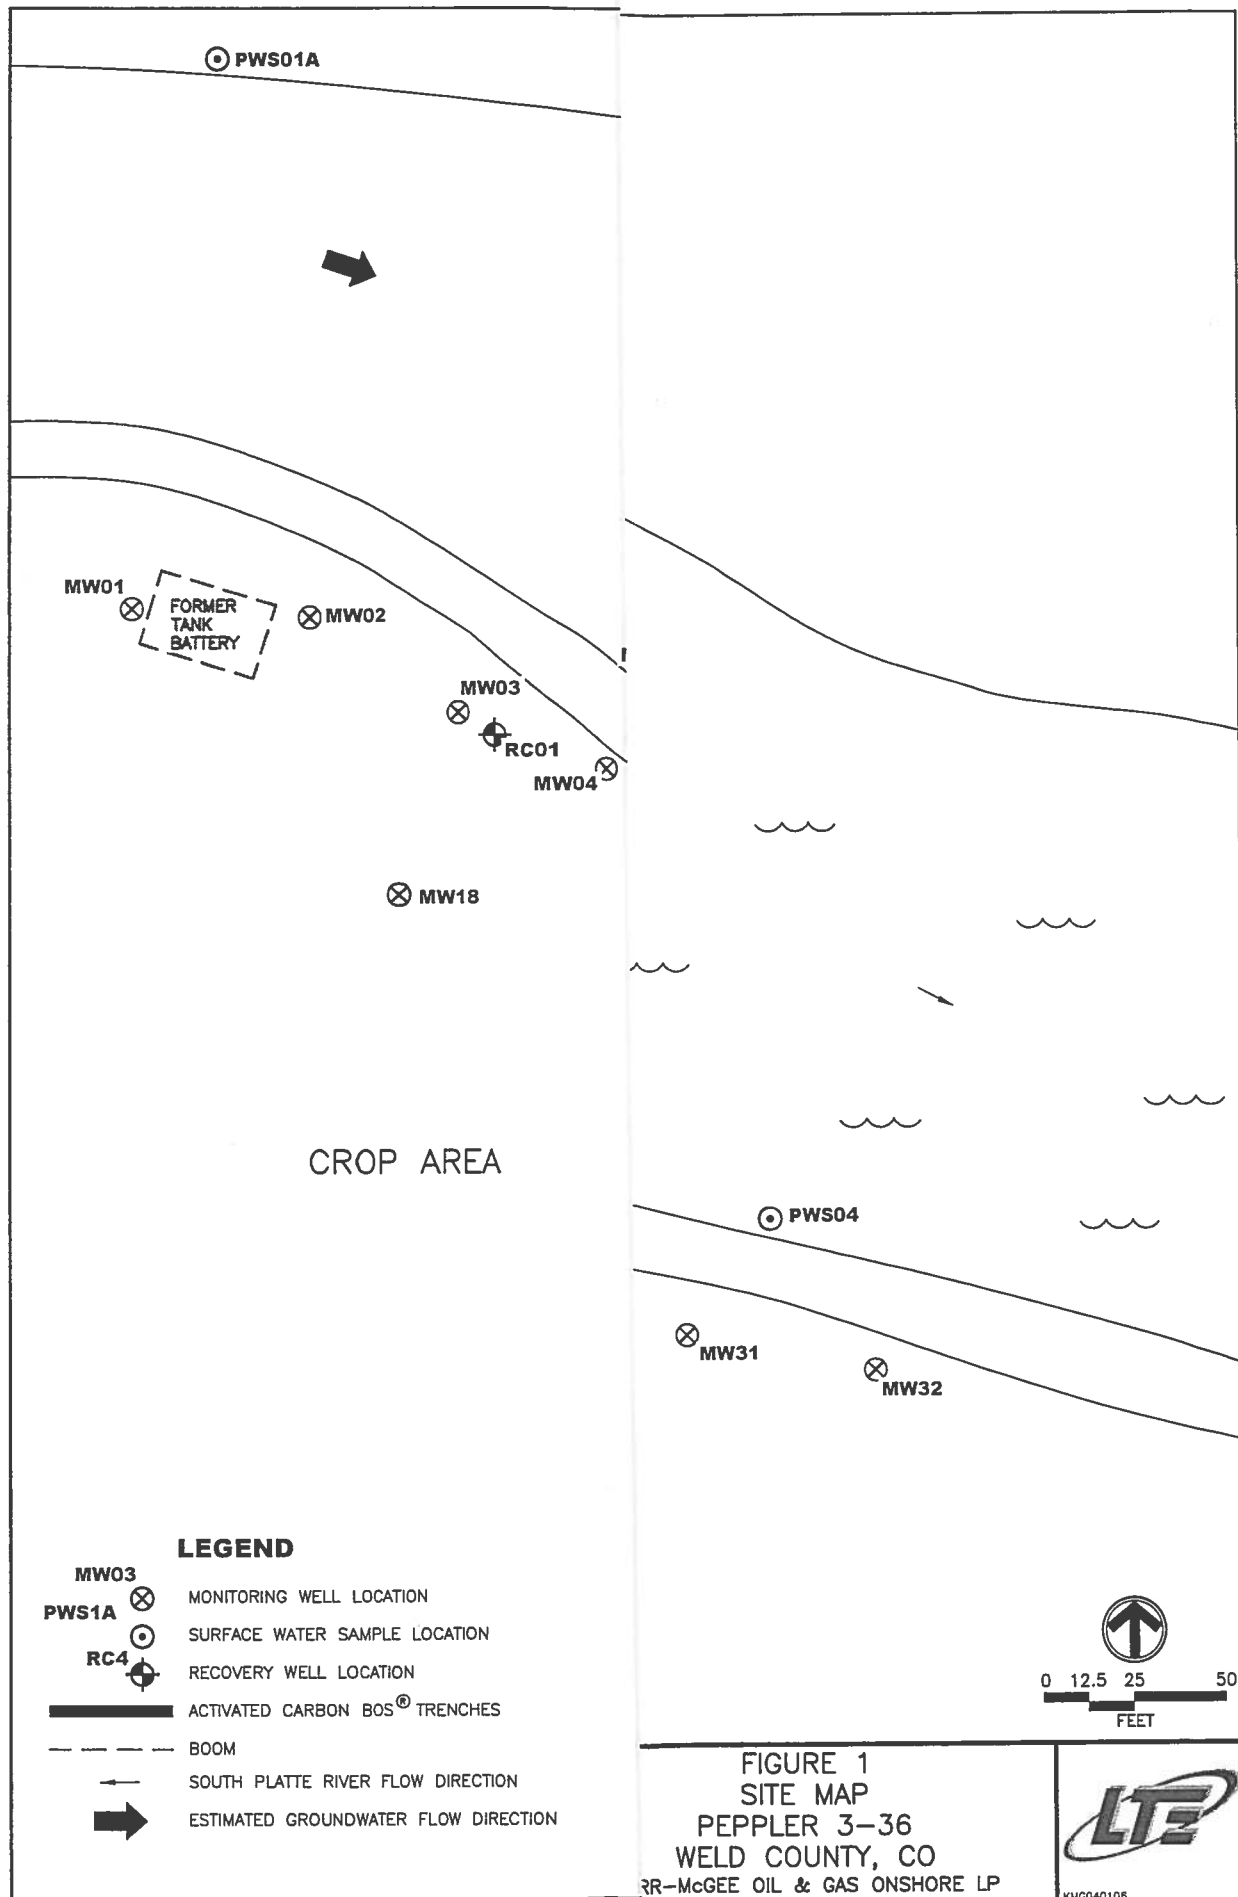 PWS01A
MW01
FORMER
TANK
BATTERY
MW02
MW03
RC01
MW04
MW18
CROP AREA
PWS04
MW31
MW32
LEGEND
MW03
MONITORING WELL LOCATION
PWS1A
SURFACE WATER SAMPLE LOCATION
RC4
RECOVERY WELL LOCATION
ACTIVATED CARBON BOS® TRENCHES
BOOM
SOUTH PLATTE RIVER FLOW DIRECTION
ESTIMATED GROUNDWATER FLOW DIRECTION
0 12.5 25 50
FEET
FIGURE 1
SITE MAP
PEPPLER 3-36
WELD COUNTY, CO
RR-McGEE OIL & GAS ONSHORE LP
LTE